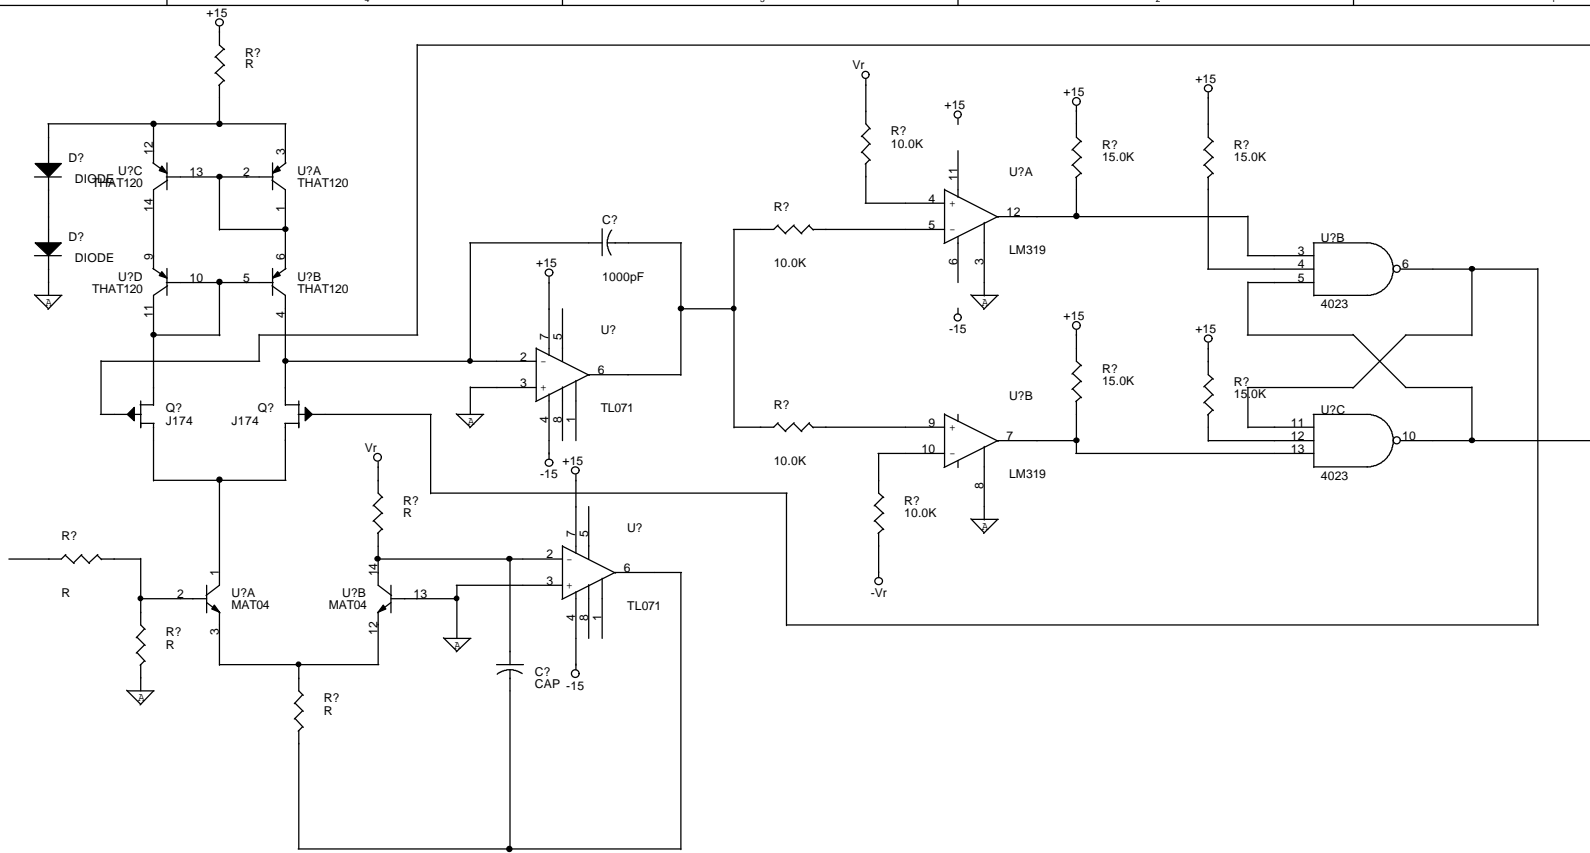 +15
R?
R
D?
DIODE
12
3
U?C
THAT120
13
2
U?A
THAT120
14
1
D?
DIODE
9
6
U?D
THAT120
10
5
U?B
THAT120
11
4
A
C?
1000pF
+15
7
5
U?
2
-
3
+
6
TL071
4
8
1
-15
A
Q?
J174
Q?
J174
Vr
R?
R
R?
R
2
1
U?A
MAT04
3
R?
R
A
14
U?B
MAT04
13
12
A
R?
R
+15
7
5
U?
2
-
3
+
6
TL071
4
8
1
-15
C?
CAP
Vr
R?
10.0K
R?
10.0K
+15
11
U?A
4
+
5
-
12
LM319
6
3
-15
A
+15
R?
15.0K
+15
R?
15.0K
U?B
3
4
5
6
4023
R?
10.0K
U?B
9
+
10
-
7
LM319
8
A
R?
10.0K
-Vr
+15
R?
15.0K
+15
R?
15.0K
U?C
11
12
13
10
4023